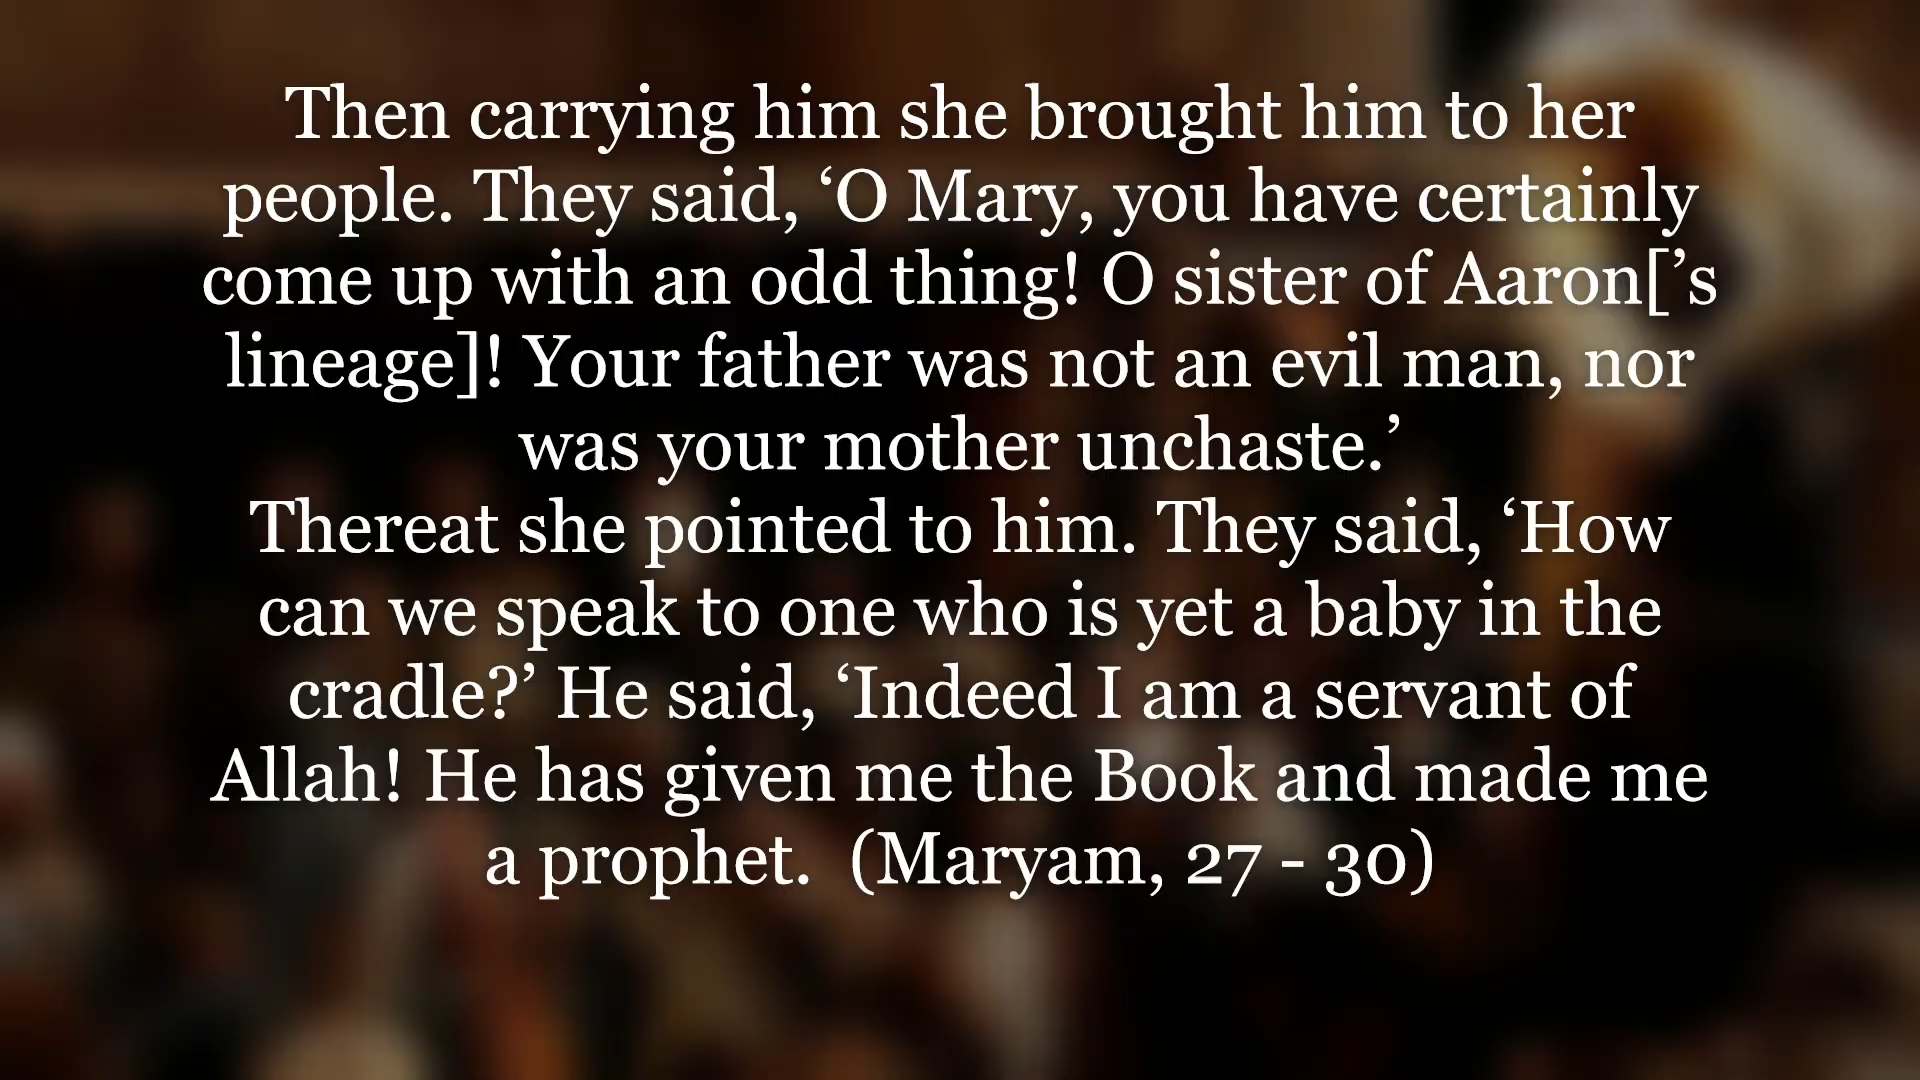 Then carrying him she brought him to her
people. They said, ‘O Mary, you have certainly
come up with an odd thing! O sister of Aaron[’s
lineage]! Your father was not an evil man, nor
was your mother unchaste.’
Thereat she pointed to him. They said, ‘How
can we speak to one who is yet a baby in the
cradle?’ He said, ‘Indeed I am a servant of
Allah! He has given me the Book and made me
a prophet.  (Maryam, 27 - 30)